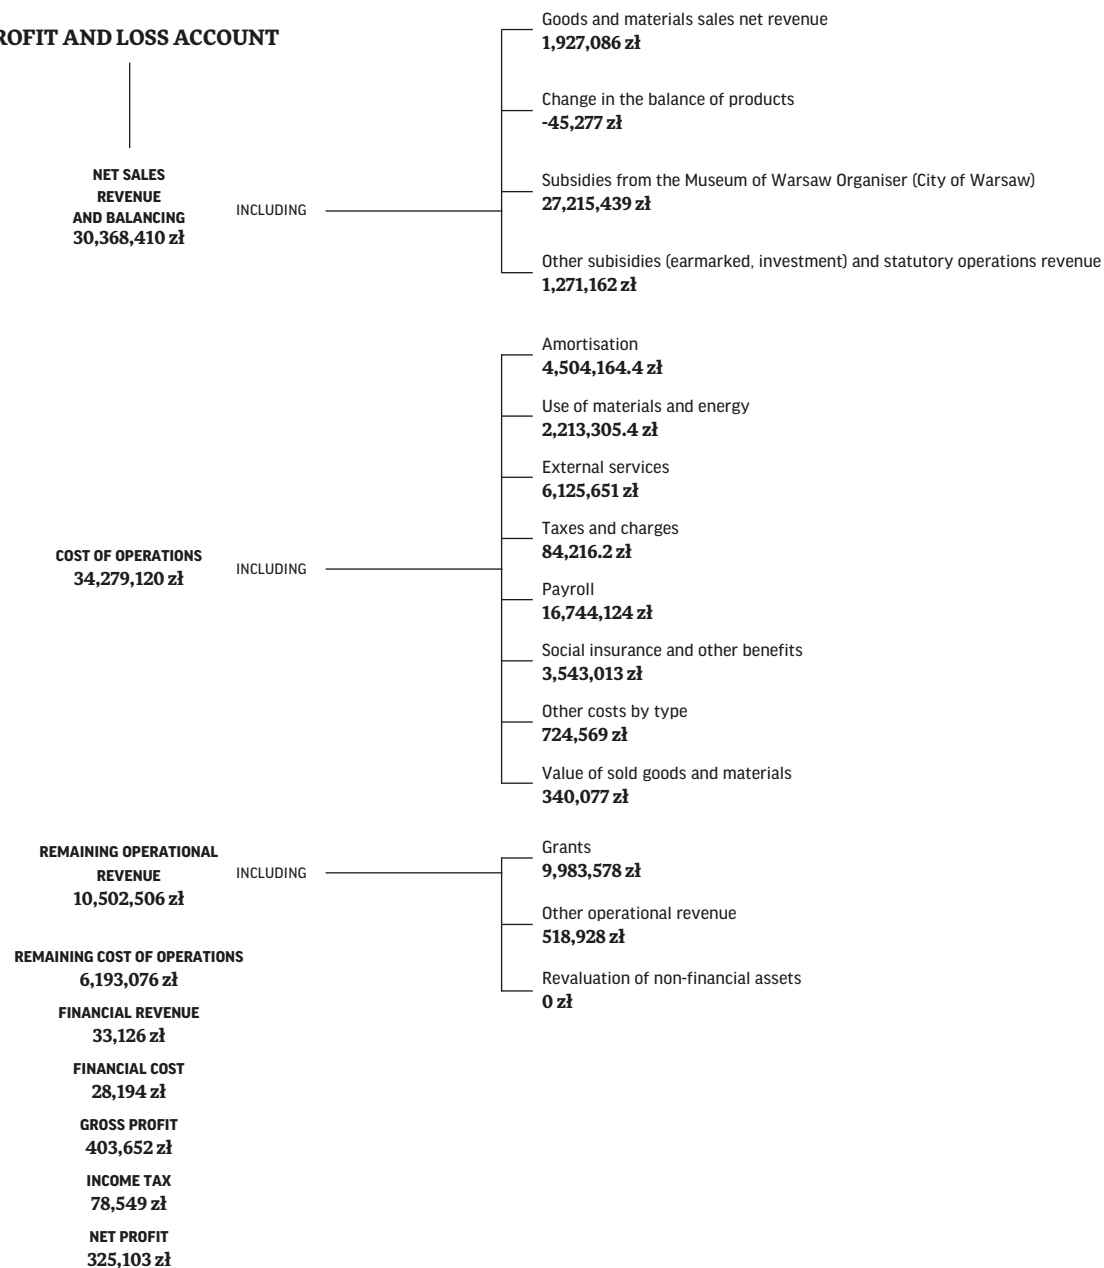 ROFIT AND LOSS ACCOUNT
NET SALES
REVENUE
AND BALANCING
30,368,410 zł
INCLUDING
Goods and materials sales net revenue
1,927,086 zł
Change in the balance of products
-45,277 zł
Subsidies from the Museum of Warsaw Organiser (City of Warsaw)
27,215,439 zł
Other subisidies (earmarked, investment) and statutory operations revenue
1,271,162 zł
COST OF OPERATIONS
34,279,120 zł
INCLUDING
Amortisation
4,504,164.4 zł
Use of materials and energy
2,213,305.4 zł
External services
6,125,651 zł
Taxes and charges
84,216.2 zł
Payroll
16,744,124 zł
Social insurance and other benefits
3,543,013 zł
Other costs by type
724,569 zł
Value of sold goods and materials
340,077 zł
REMAINING OPERATIONAL
REVENUE
10,502,506 zł
INCLUDING
Grants
9,983,578 zł
Other operational revenue
518,928 zł
Revaluation of non-financial assets
0 zł
REMAINING COST OF OPERATIONS
6,193,076 zł
FINANCIAL REVENUE
33,126 zł
FINANCIAL COST
28,194 zł
GROSS PROFIT
403,652 zł
INCOME TAX
78,549 zł
NET PROFIT
325,103 zł